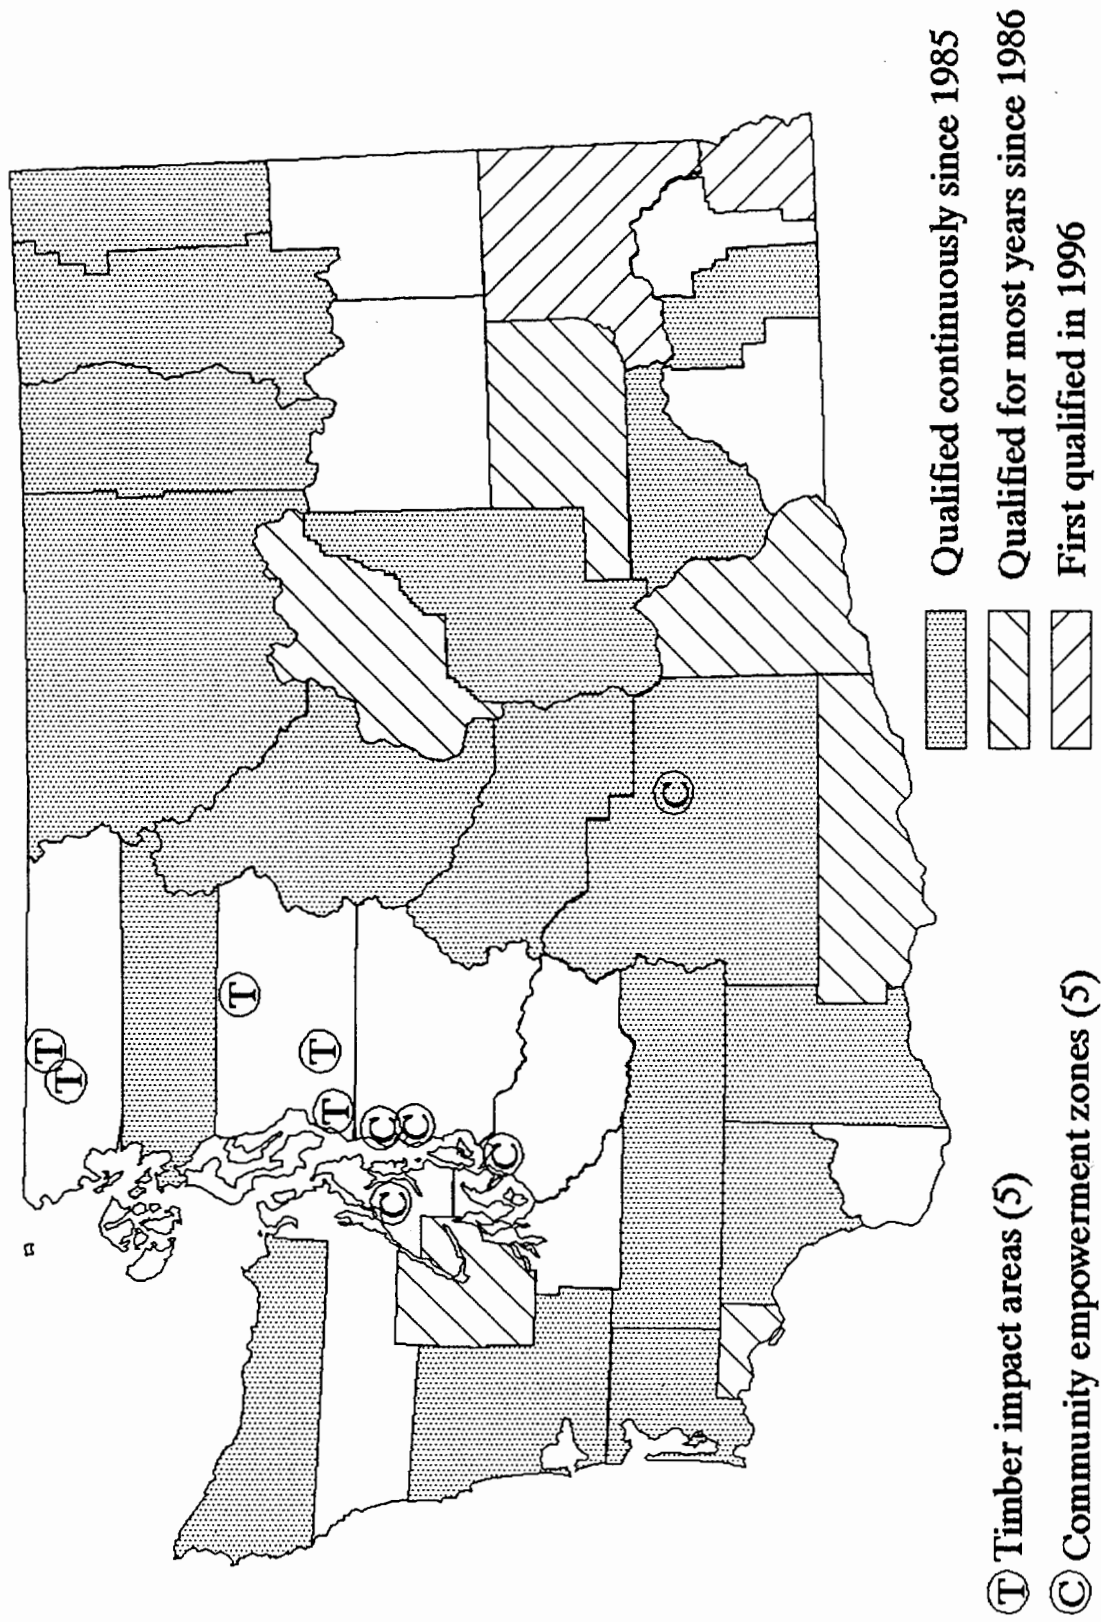 T
T
T
T
T
C
C
C
C
C
Qualified continuously since 1985
Qualified for most years since 1986
First qualified in 1996
Ⓣ Timber impact areas (5)
Ⓒ Community empowerment zones (5)